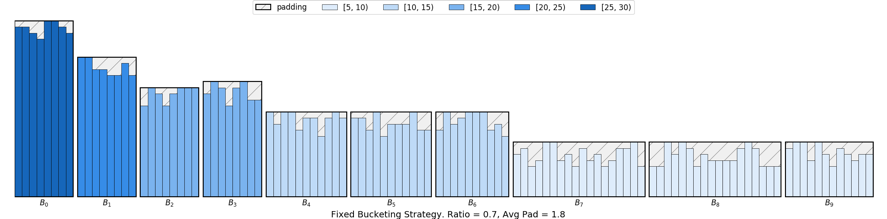 padding [5, 10) [10, 15) [15, 20) [20, 25) [25, 30)
B0 B1 B2 B3 B4 B5 B6 B7 B8 B9
Fixed Bucketing Strategy. Ratio = 0.7, Avg Pad = 1.8